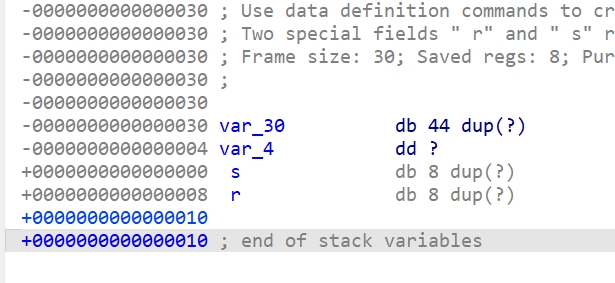 -0000000000000030 ; Use data definition commands to cr
-0000000000000030 ; Two special fields " r" and " s" r
-0000000000000030 ; Frame size: 30; Saved regs: 8; Pur
-0000000000000030 ;
-0000000000000030
-0000000000000030 var_30 db 44 dup(?)
-0000000000000004 var_4 dd ?
+0000000000000000 s db 8 dup(?)
+0000000000000008 r db 8 dup(?)
+0000000000000010
+0000000000000010 ; end of stack variables